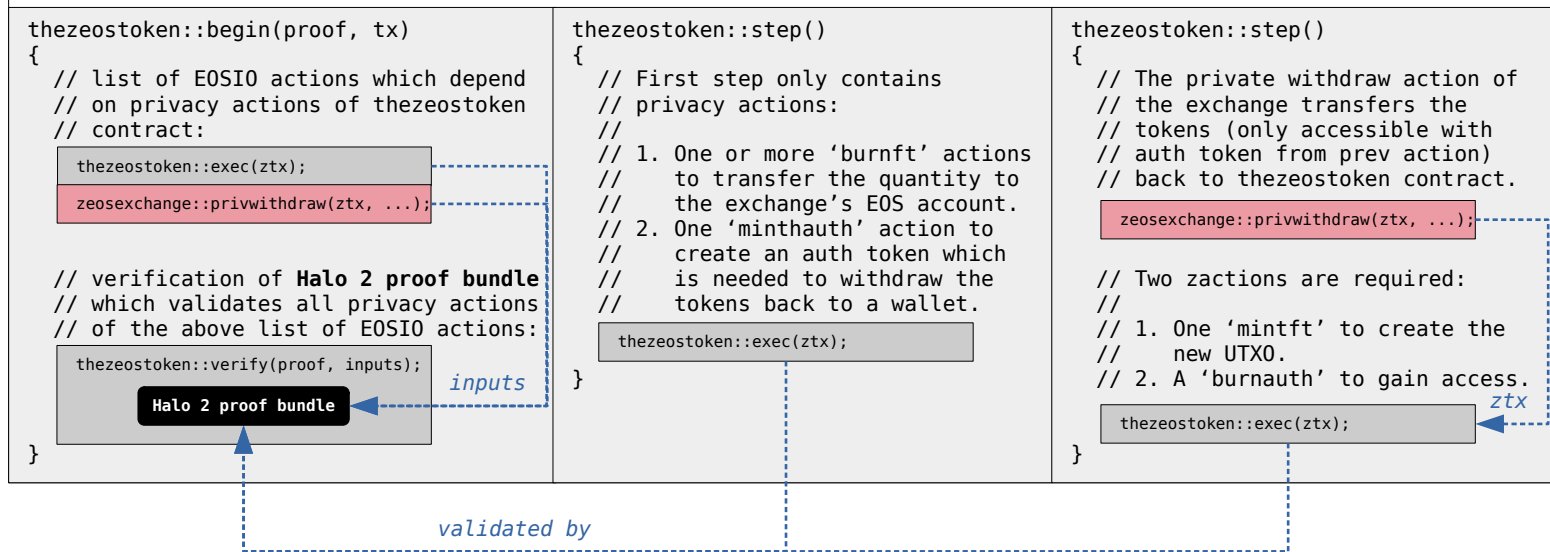 thezeostoken::begin(proof, tx)
{
// list of EOSIO actions which depend
// on privacy actions of thezeostoken
// contract:
thezeostoken::exec(ztx);
zeosexchange::privwithdraw(ztx, ...);
// verification of Halo 2 proof bundle
// which validates all privacy actions
// of the above list of EOSIO actions:
thezeostoken::verify(proof, inputs);
Halo 2 proof bundle
inputs
}
thezeostoken::step()
{
// First step only contains
// privacy actions:
//
// 1. One or more ‘burnft’ actions
// to transfer the quantity to
// the exchange’s EOS account.
// 2. One ‘minthauth’ action to
// create an auth token which
// is needed to withdraw the
// tokens back to a wallet.
thezeostoken::exec(ztx);
}
thezeostoken::step()
{
// The private withdraw action of
// the exchange transfers the
// tokens (only accessible with
// auth token from prev action)
// back to thezeostoken contract.
zeosexchange::privwithdraw(ztx, ...);
// Two zactions are required:
//
// 1. One ‘mintft’ to create the
// new UTXO.
// 2. A ‘burnauth’ to gain access.
ztx
thezeostoken::exec(ztx);
}
validated by